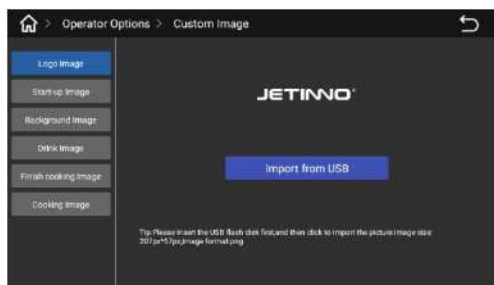 > Operator Options > Custom Image
Logo Image
Start-up Image
Background Image
Drink Image
Finish cooking Image
Cooking Image
JETINNO
Import from USB
Tip:Please insert the USB flash disk first,and then click to import the picture.Image size:
207px*57px,Image format:png